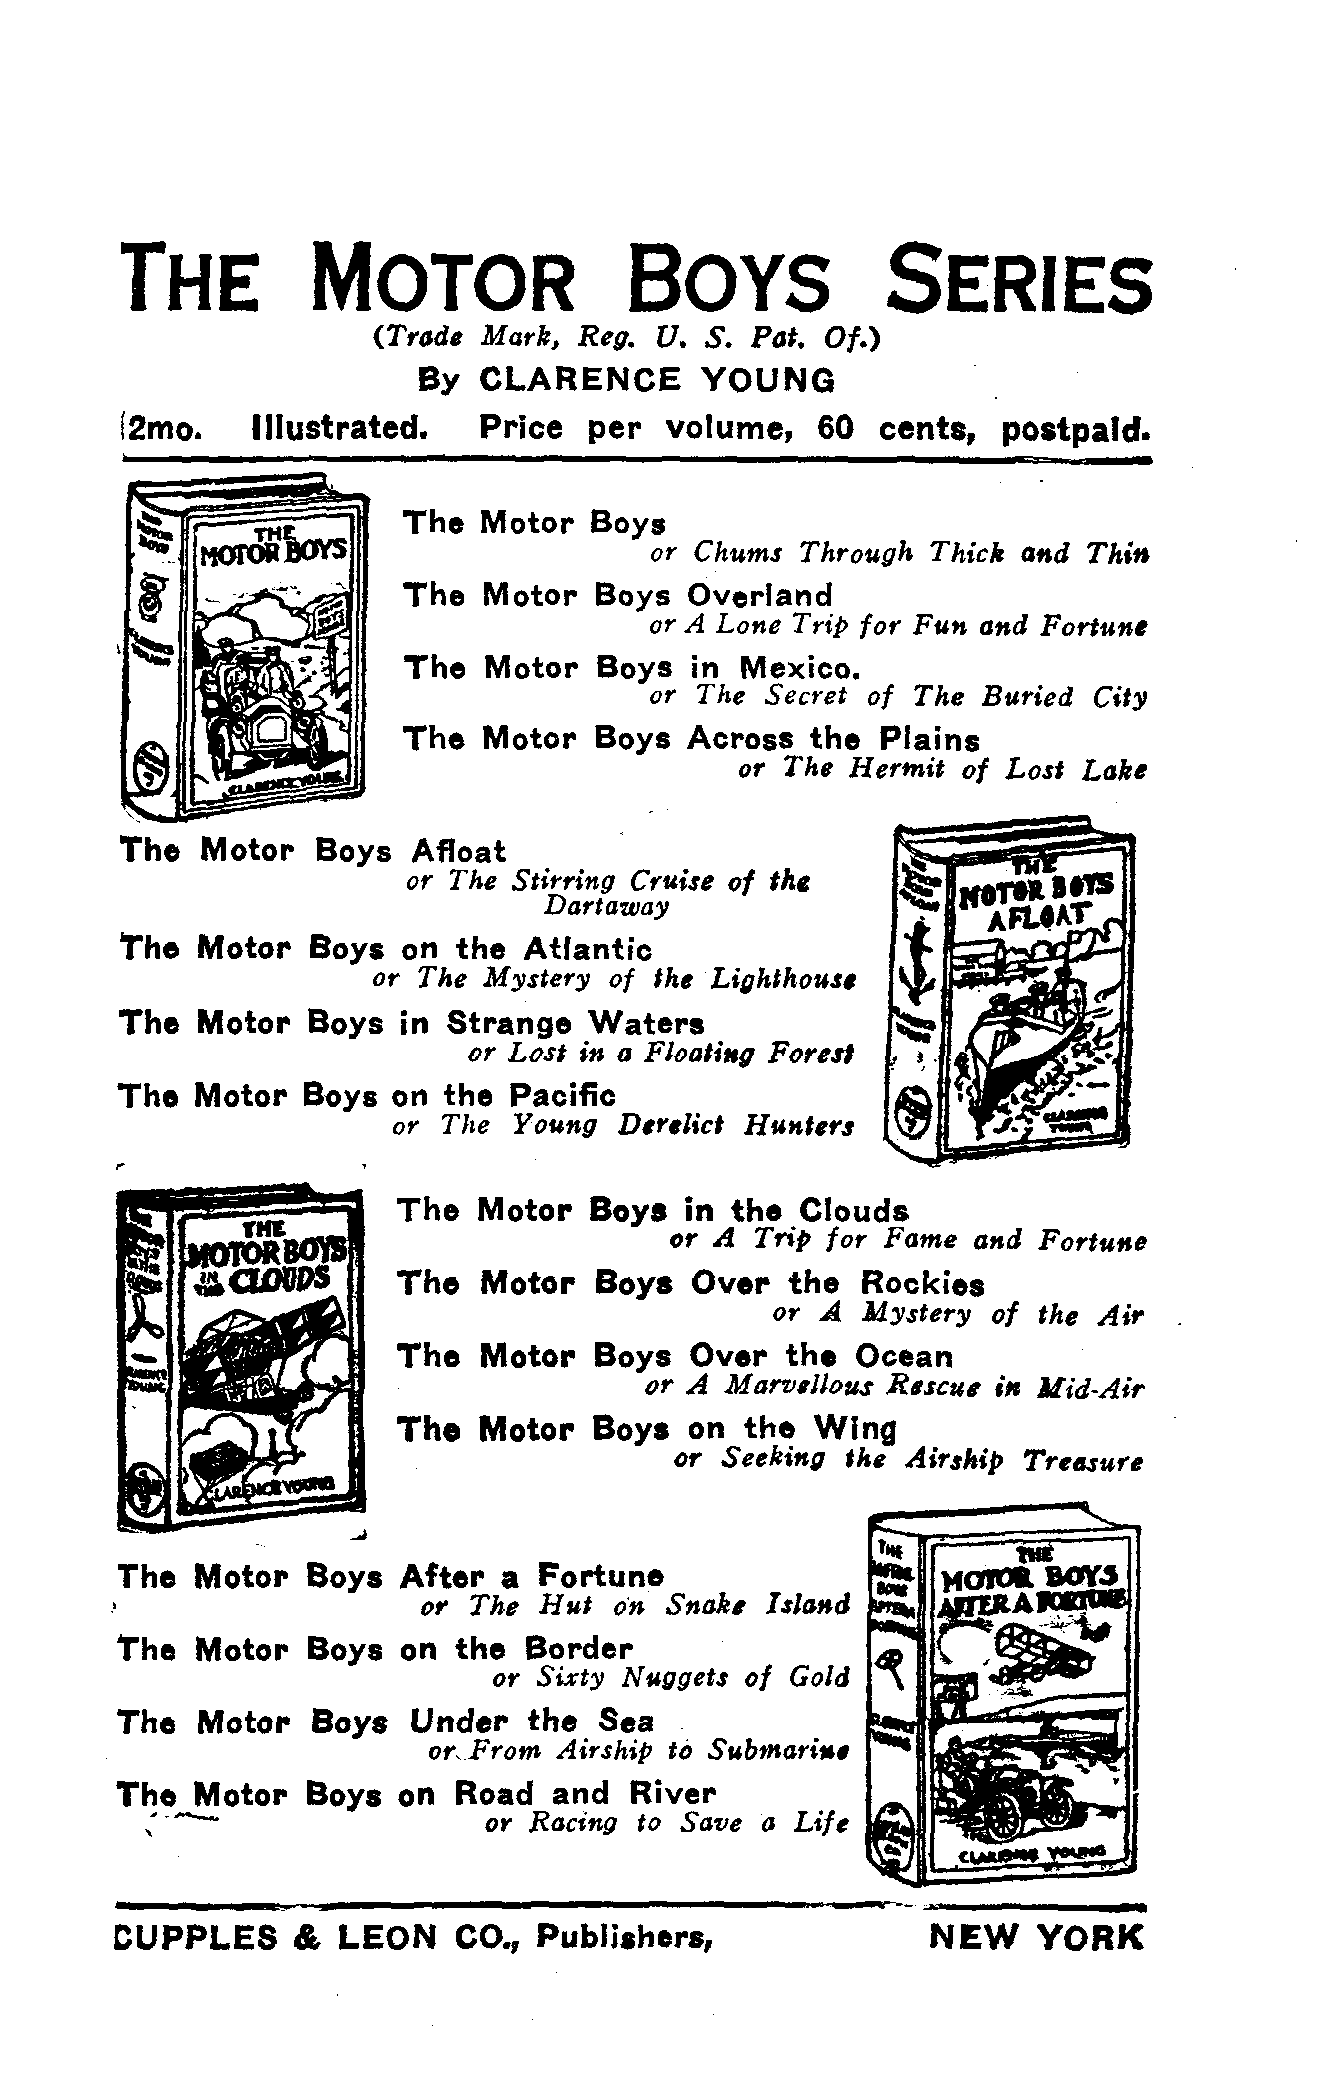 THE MOTOR BOYS SERIES
(Trade Mark, Reg. U. S. Pat. Of.)
By CLARENCE YOUNG
12mo. Illustrated. Price per volume, 60 cents, postpaid.
THE
MOTOR BOYS
CLARENCE YOUNG
The Motor Boys
or Chums Through Thick and Thin
The Motor Boys Overland
or A Lone Trip for Fun and Fortune
The Motor Boys in Mexico.
or The Secret of The Buried City
The Motor Boys Across the Plains
or The Hermit of Lost Lake
The Motor Boys Afloat
or The Stirring Cruise of the
Dartaway
The Motor Boys on the Atlantic
or The Mystery of the Lighthouse
The Motor Boys in Strange Waters
or Lost in a Floating Forest
The Motor Boys on the Pacific
or The Young Derelict Hunters
THE
MOTOR BOYS
AFLOAT
CLARENCE
YOUNG
THE
MOTOR BOYS
IN THE CLOUDS
CLARENCE YOUNG
The Motor Boys in the Clouds
or A Trip for Fame and Fortune
The Motor Boys Over the Rockies
or A Mystery of the Air
The Motor Boys Over the Ocean
or A Marvellous Rescue in Mid-Air
The Motor Boys on the Wing
or Seeking the Airship Treasure
The Motor Boys After a Fortune
or The Hut on Snake Island
The Motor Boys on the Border
or Sixty Nuggets of Gold
The Motor Boys Under the Sea
or From Airship to Submarine
The Motor Boys on Road and River
or Racing to Save a Life
THE
MOTOR BOYS
AFTER A FORTUNE
CLARENCE YOUNG
CUPPLES & LEON CO., Publishers, NEW YORK